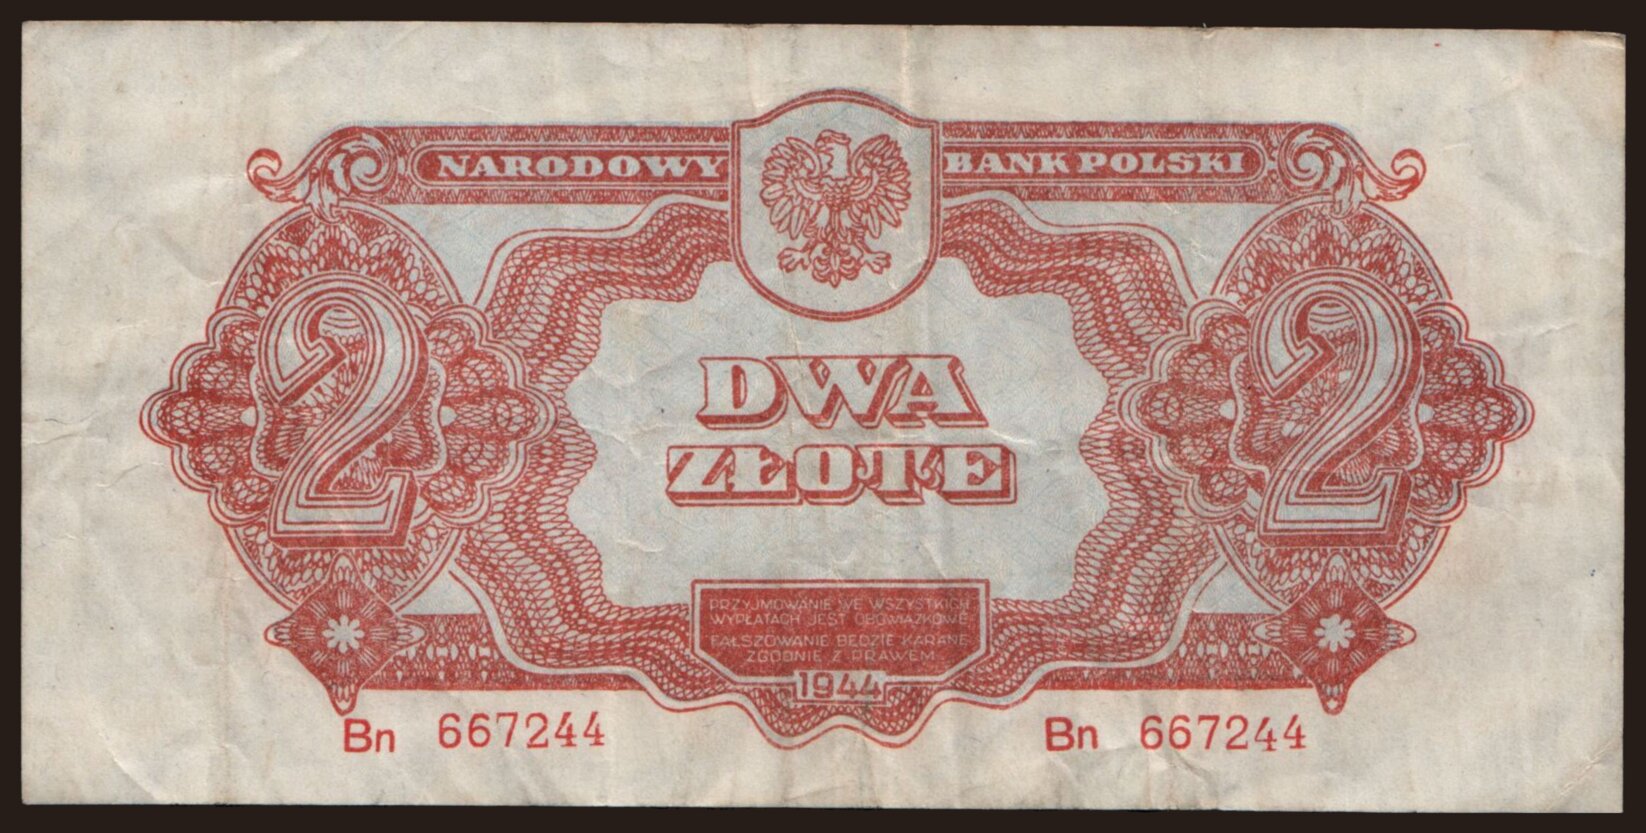 NARODOWY BANK POLSKI
2 2
DWA
ZŁOTE
PRZYJMOWANIE WE WSZYSTKICH
WYPŁATACH JEST OBOWIĄZKOWE
FAŁSZOWANIE BĘDZIE KARANE
ZGODNIE Z PRAWEM
1944
Bn 667244 Bn 667244